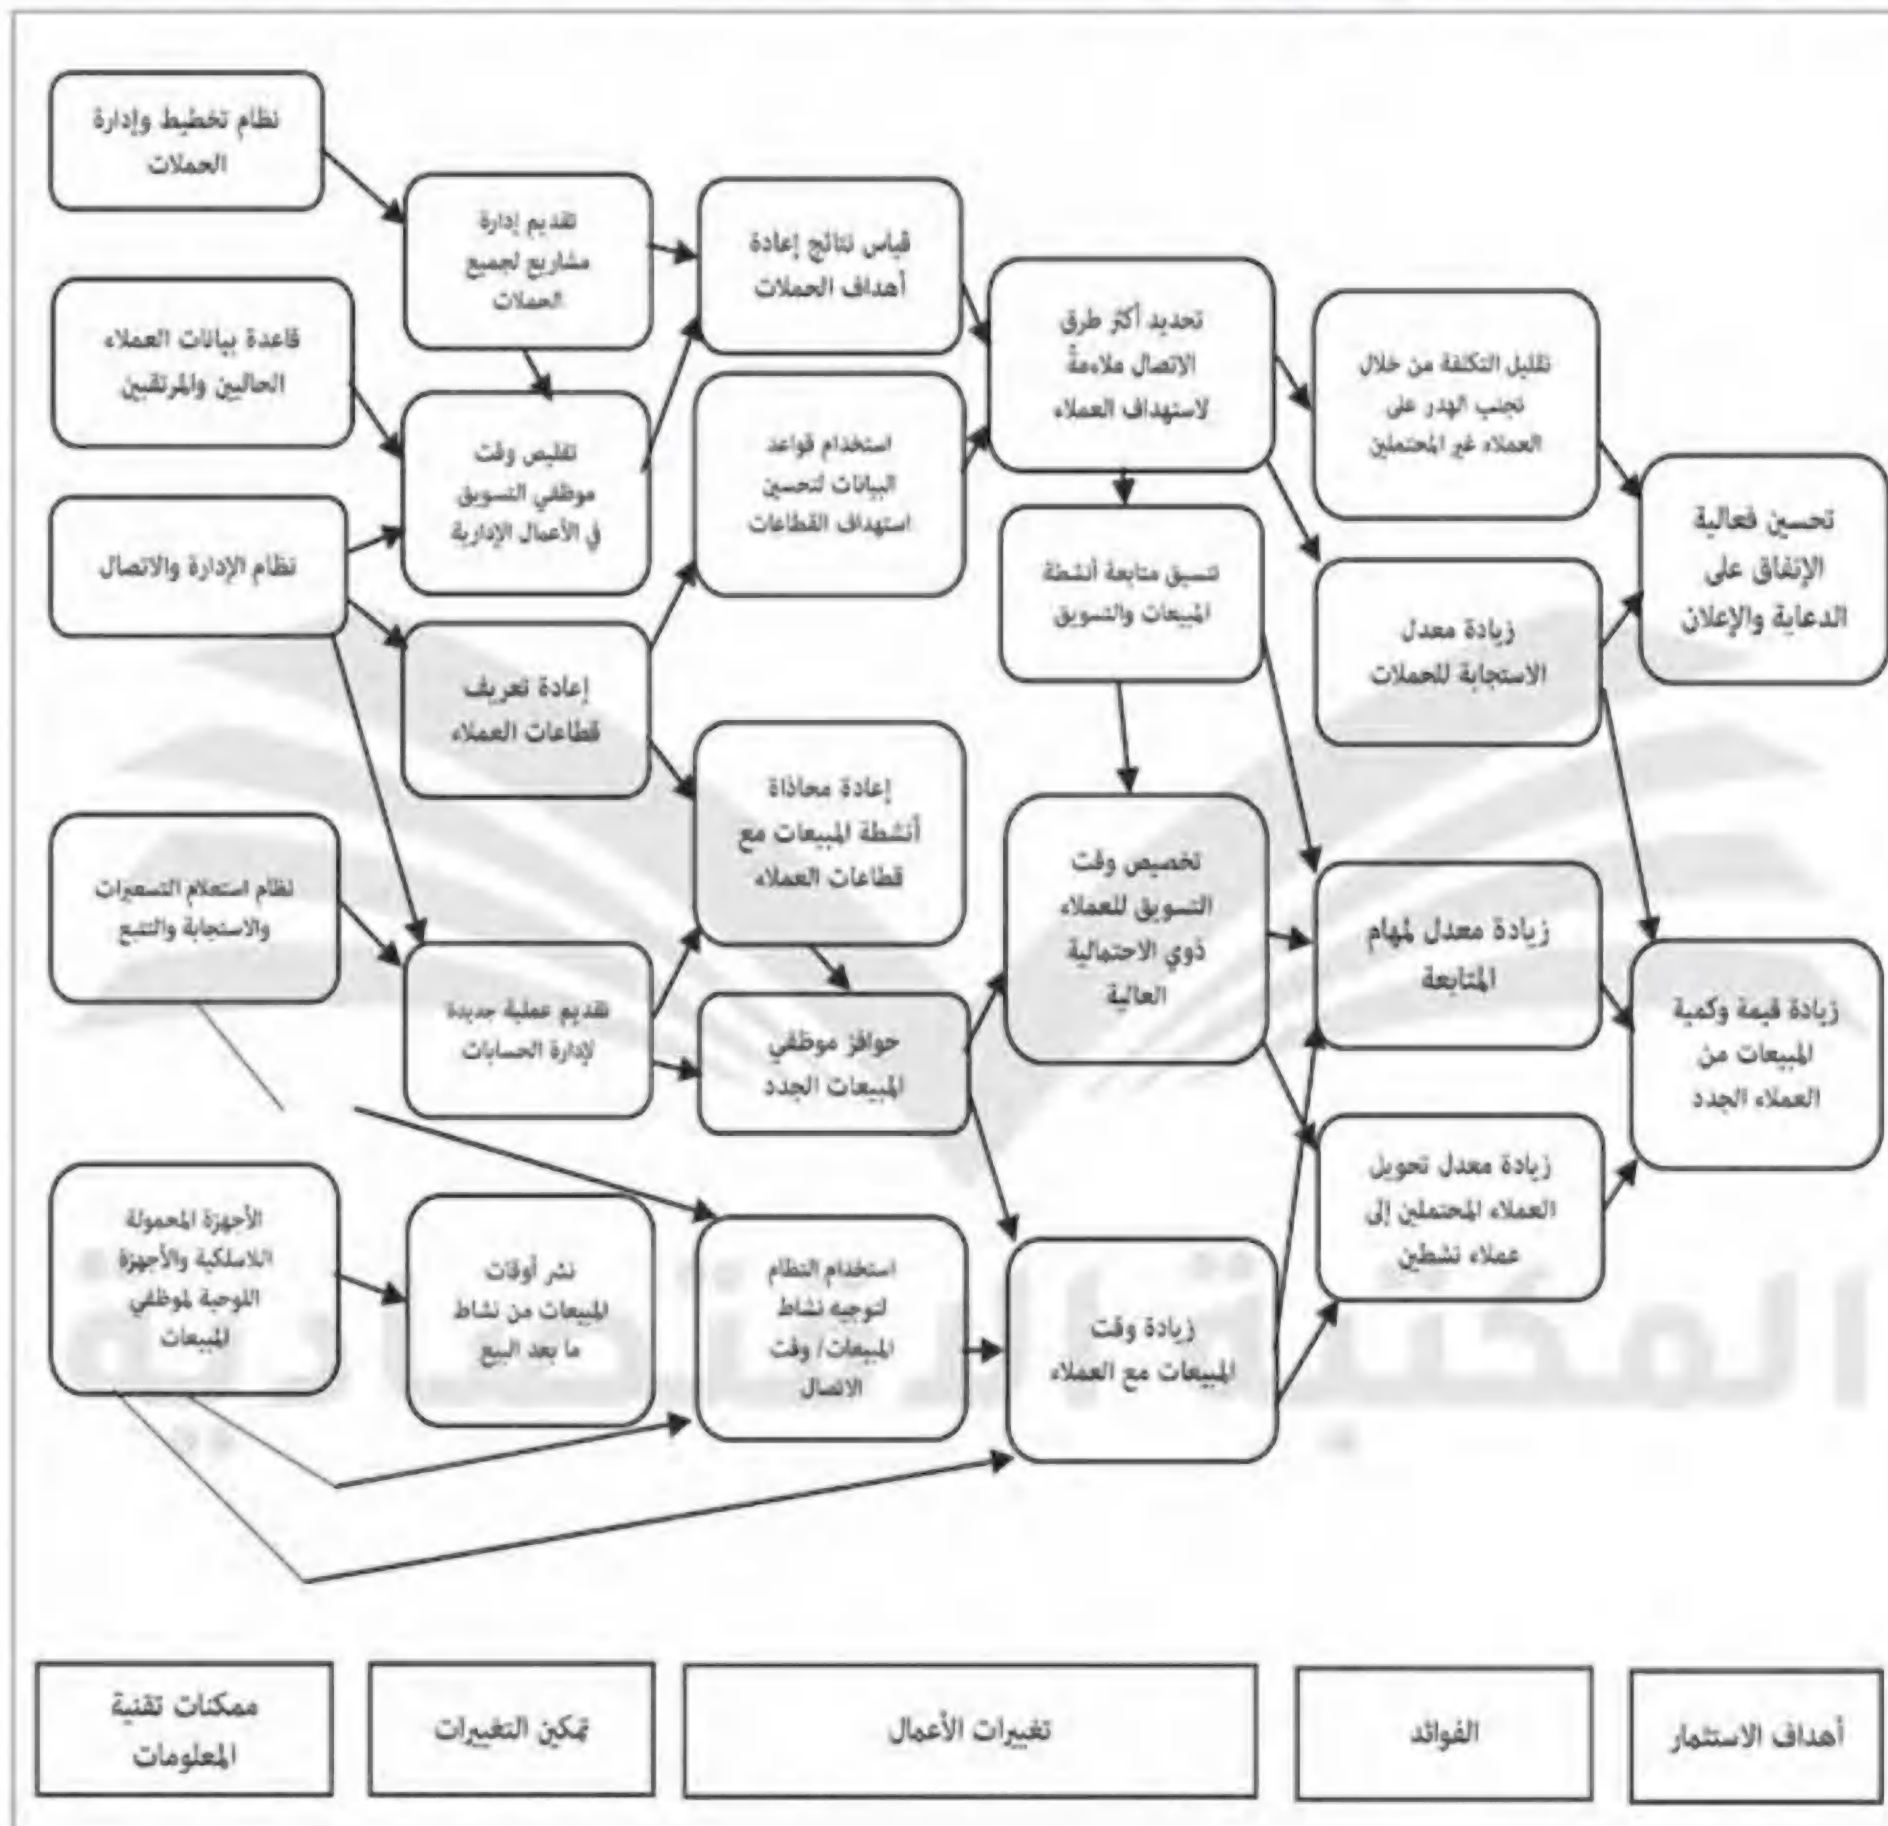 نظام تخطيط وإدارة
الحملات
قاعدة بيانات العملاء
الحاليين والمرتقبين
نظام الإدارة والاتصال
نظام استعلام التسعيرات
والاستجابة والتتبع
الأجهزة المحمولة
اللاسلكية والأجهزة
اللوحية لموظفي
المبيعات
تقديم إدارة
مشاريع لجميع
الحملات
تقليص وقت
موظفي التسويق
في الأعمال الإدارية
إعادة تعريف
قطاعات العملاء
تقديم عملية جديدة
لإدارة الحسابات
نشر أوقات
المبيعات من نشاط
ما بعد البيع
قياس نتائج إعادة
أهداف الحملات
استخدام قواعد
البيانات لتحسين
استهداف القطاعات
إعادة محاذاة
أنشطة المبيعات مع
قطاعات العملاء
حوافز موظفي
المبيعات الجدد
استخدام النظام
لتوجيه نشاط
المبيعات/ وقت
الاتصال
تحديد أكثر طرق
الاتصال ملاءمةً
لاستهداف العملاء
تنسيق متابعة أنشطة
المبيعات والتسويق
تخصيص وقت
التسويق للعملاء
ذوي الاحتمالية
العالية
زيادة وقت
المبيعات مع العملاء
تقليل التكلفة من خلال
تجنب الهدر على
العملاء غير المحتملين
زيادة معدل
الاستجابة للحملات
زيادة معدل لمهام
المتابعة
زيادة معدل تحويل
العملاء المحتملين إلى
عملاء نشطين
تحسين فعالية
الإنفاق على
الدعاية والإعلان
زيادة قيمة وكمية
المبيعات من
العملاء الجدد
ممكنات تقنية
المعلومات
تمكين التغييرات
تغييرات الأعمال
الفوائد
أهداف الاستثمار